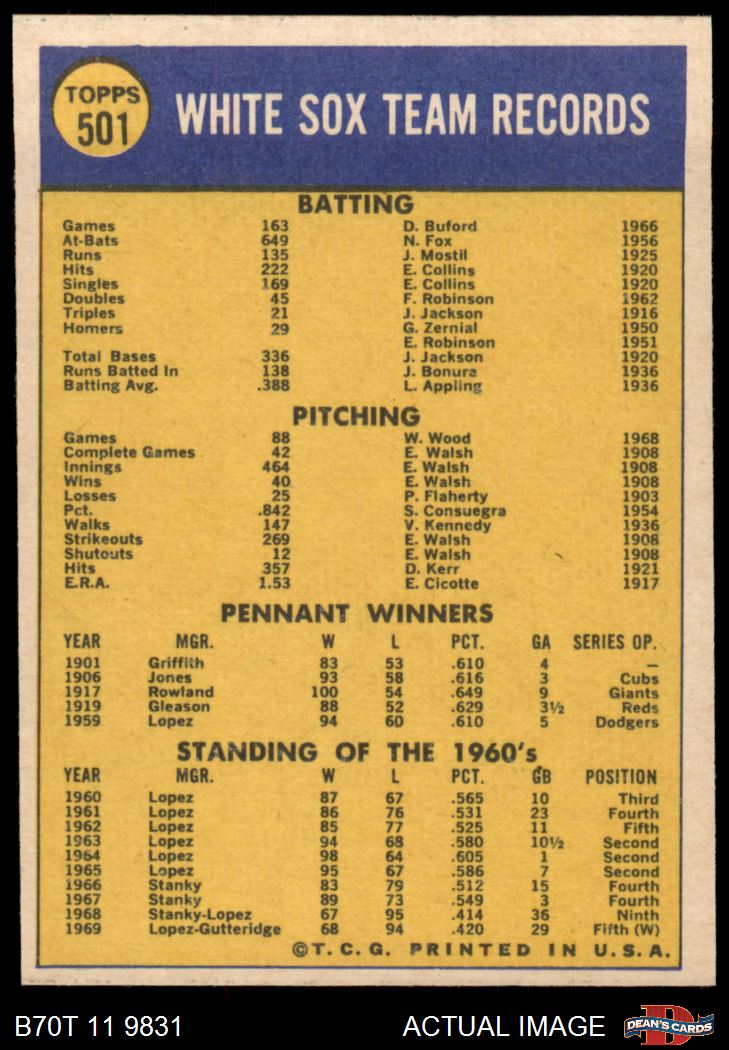 TOPPS
501
WHITE SOX TEAM RECORDS
BATTING
Games 163 D. Buford 1966
At-Bats 649 N. Fox 1956
Runs 135 J. Mostil 1925
Hits 222 E. Collins 1920
Singles 169 E. Collins 1920
Doubles 45 F. Robinson 1962
Triples 21 J. Jackson 1916
Homers 29 G. Zernial 1950
E. Robinson 1951
Total Bases 336 J. Jackson 1920
Runs Batted In 138 J. Bonura 1936
Batting Avg. .388 L. Appling 1936
PITCHING
Games 88 W. Wood 1968
Complete Games 42 E. Walsh 1908
Innings 464 E. Walsh 1908
Wins 40 E. Walsh 1908
Losses 25 P. Flaherty 1903
Pct. .842 S. Consuegra 1954
Walks 147 V. Kennedy 1936
Strikeouts 269 E. Walsh 1908
Shutouts 12 E. Walsh 1908
Hits 357 D. Kerr 1921
E.R.A. 1.53 E. Cicotte 1917
PENNANT WINNERS
YEAR MGR. W L PCT. GA SERIES OP.
1901 Griffith 83 53 .610 4 —
1906 Jones 93 58 .616 3 Cubs
1917 Rowland 100 54 .649 9 Giants
1919 Gleason 88 52 .629 3½ Reds
1959 Lopez 94 60 .610 5 Dodgers
STANDING OF THE 1960's
YEAR MGR. W L PCT. GB POSITION
1960 Lopez 87 67 .565 10 Third
1961 Lopez 86 76 .531 23 Fourth
1962 Lopez 85 77 .525 11 Fifth
1963 Lopez 94 68 .580 10½ Second
1964 Lopez 98 64 .605 1 Second
1965 Lopez 95 67 .586 7 Second
1966 Stanky 83 79 .512 15 Fourth
1967 Stanky 89 73 .549 3 Fourth
1968 Stanky-Lopez 67 95 .414 36 Ninth
1969 Lopez-Gutteridge 68 94 .420 29 Fifth (W)
©T.C.G. PRINTED IN U.S.A.
B70T 11 9831 ACTUAL IMAGE DEAN'S CARDS